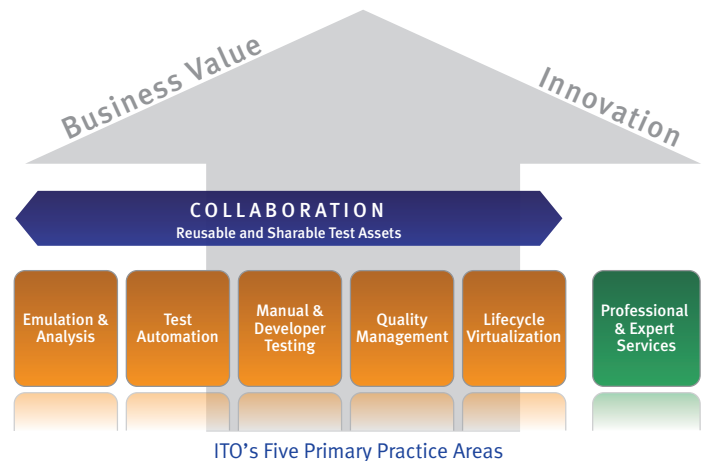 Business Value
Innovation
COLLABORATION
Reusable and Sharable Test Assets
Emulation &
Analysis
Test
Automation
Manual &
Developer
Testing
Quality
Management
Lifecycle
Virtualization
Professional
& Expert
Services
ITO's Five Primary Practice Areas